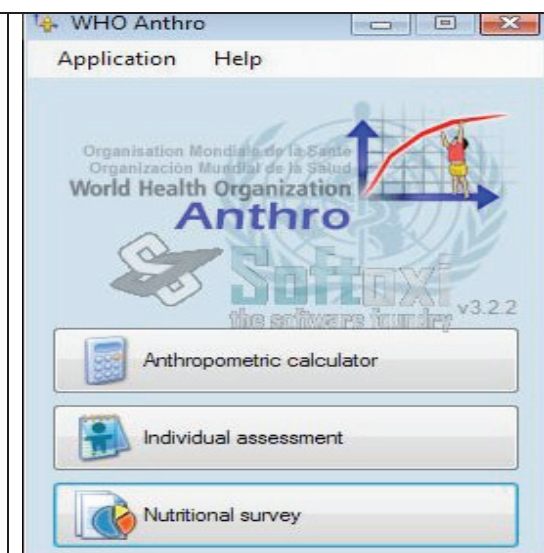 WHO Anthro
Application Help
Organisation Mondiale de la Santé
Organización Mundial de la Salud
World Health Organization
Anthro
Softoxi
the software foundry
v3.2.2
Anthropometric calculator
Individual assessment
Nutritional survey